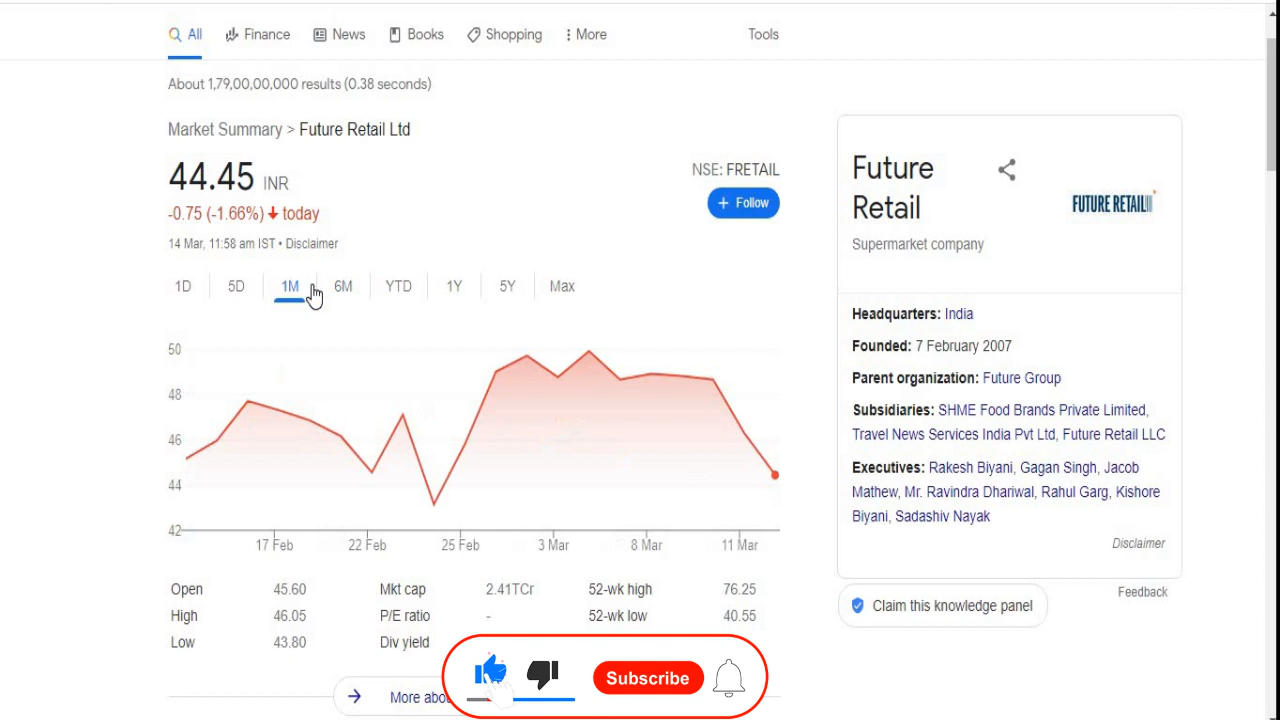 All Finance News Books Shopping More Tools
About 1,79,00,00,000 results (0.38 seconds)
Market Summary > Future Retail Ltd
44.45 INR
NSE: FRETAIL
-0.75 (-1.66%) today
+ Follow
14 Mar, 11:58 am IST • Disclaimer
1D 5D 1M 6M YTD 1Y 5Y Max
50
48
46
44
42
17 Feb 22 Feb 25 Feb 3 Mar 8 Mar 11 Mar
Open 45.60 Mkt cap 2.41TCr 52-wk high 76.25
High 46.05 P/E ratio - 52-wk low 40.55
Low 43.80 Div yield
More abou
Subscribe
Future
Retail
FUTURE RETAIL
Supermarket company
Headquarters: India
Founded: 7 February 2007
Parent organization: Future Group
Subsidiaries: SHME Food Brands Private Limited,
Travel News Services India Pvt Ltd, Future Retail LLC
Executives: Rakesh Biyani, Gagan Singh, Jacob
Mathew, Mr. Ravindra Dhariwal, Rahul Garg, Kishore
Biyani, Sadashiv Nayak
Disclaimer
Feedback
Claim this knowledge panel